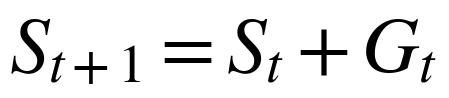 S_{t+1} = S_t + G_t